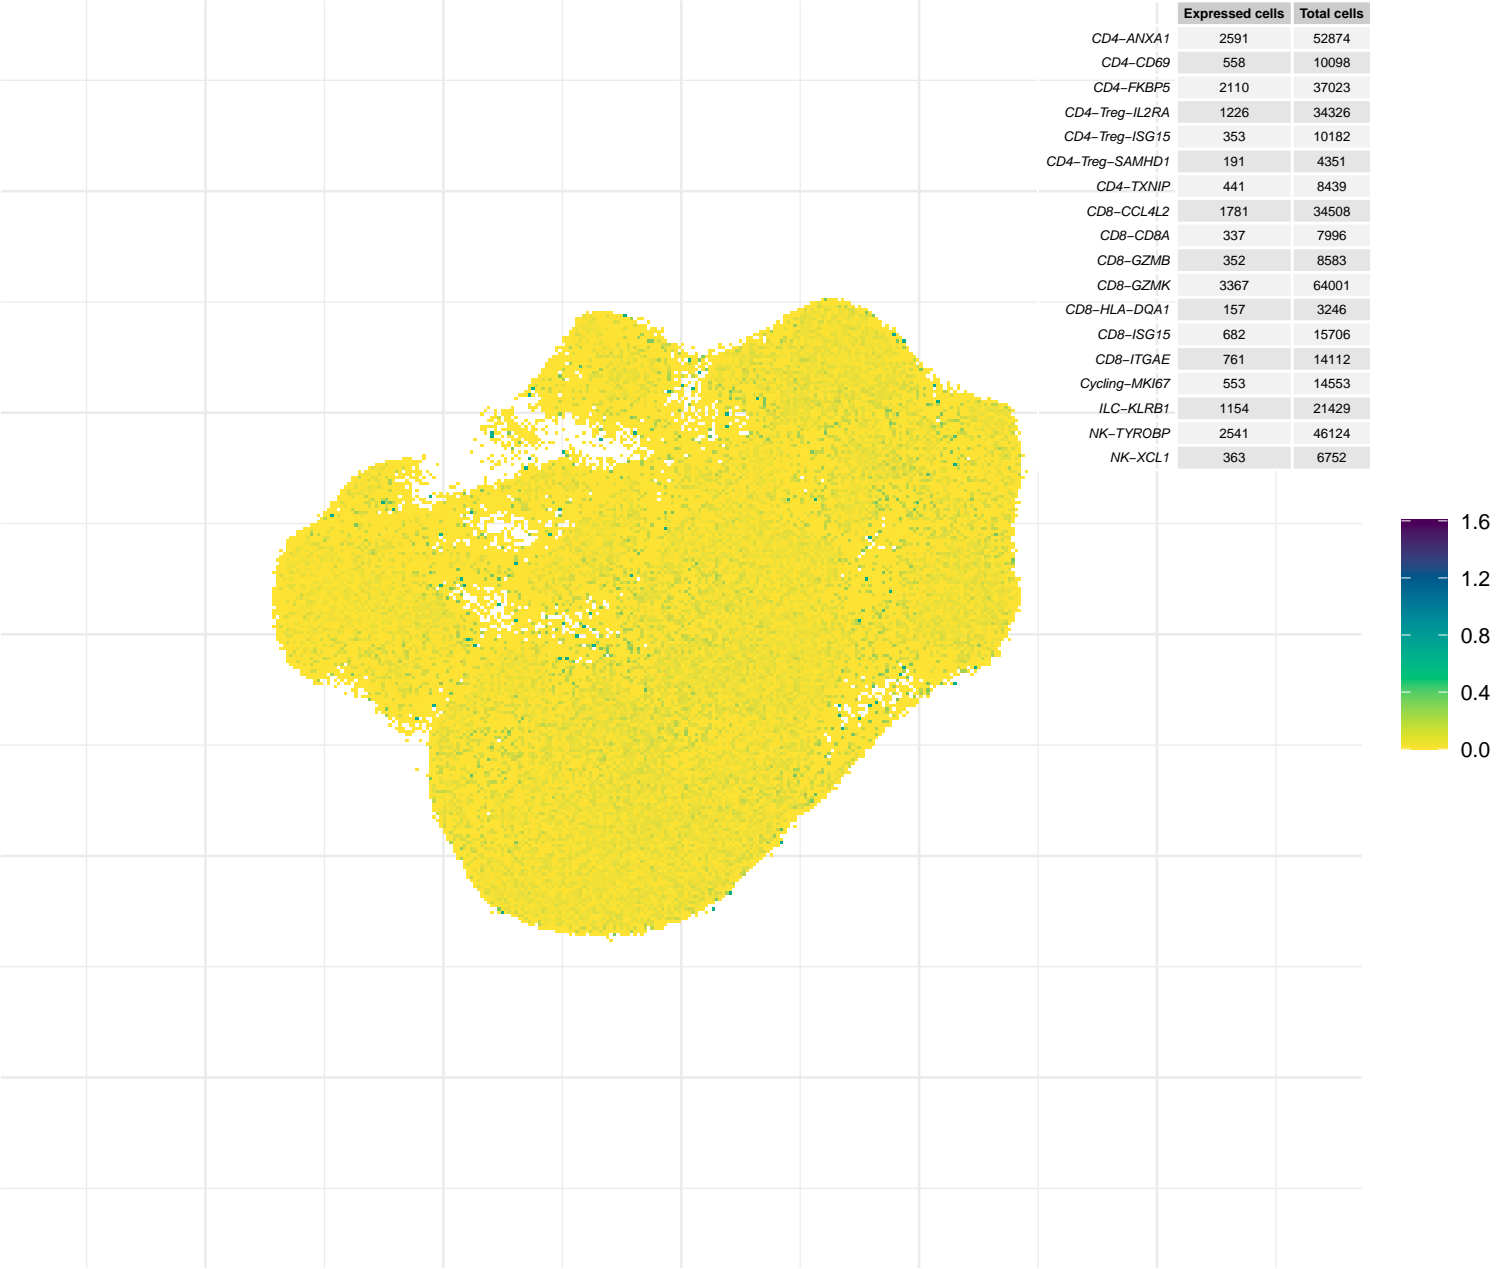 Expressed cells Total cells
CD4−ANXA1 2591 52874
CD4−CD69 558 10098
CD4−FKBP5 2110 37023
CD4−Treg−IL2RA 1226 34326
CD4−Treg−ISG15 353 10182
CD4−Treg−SAMHD1 191 4351
CD4−TXNIP 441 8439
CD8−CCL4L2 1781 34508
CD8−CD8A 337 7996
CD8−GZMB 352 8583
CD8−GZMK 3367 64001
CD8−HLA−DQA1 157 3246
CD8−ISG15 682 15706
CD8−ITGAE 761 14112
Cycling−MKI67 553 14553
ILC−KLRB1 1154 21429
NK−TYROBP 2541 46124
NK−XCL1 363 6752
1.6
1.2
0.8
0.4
0.0